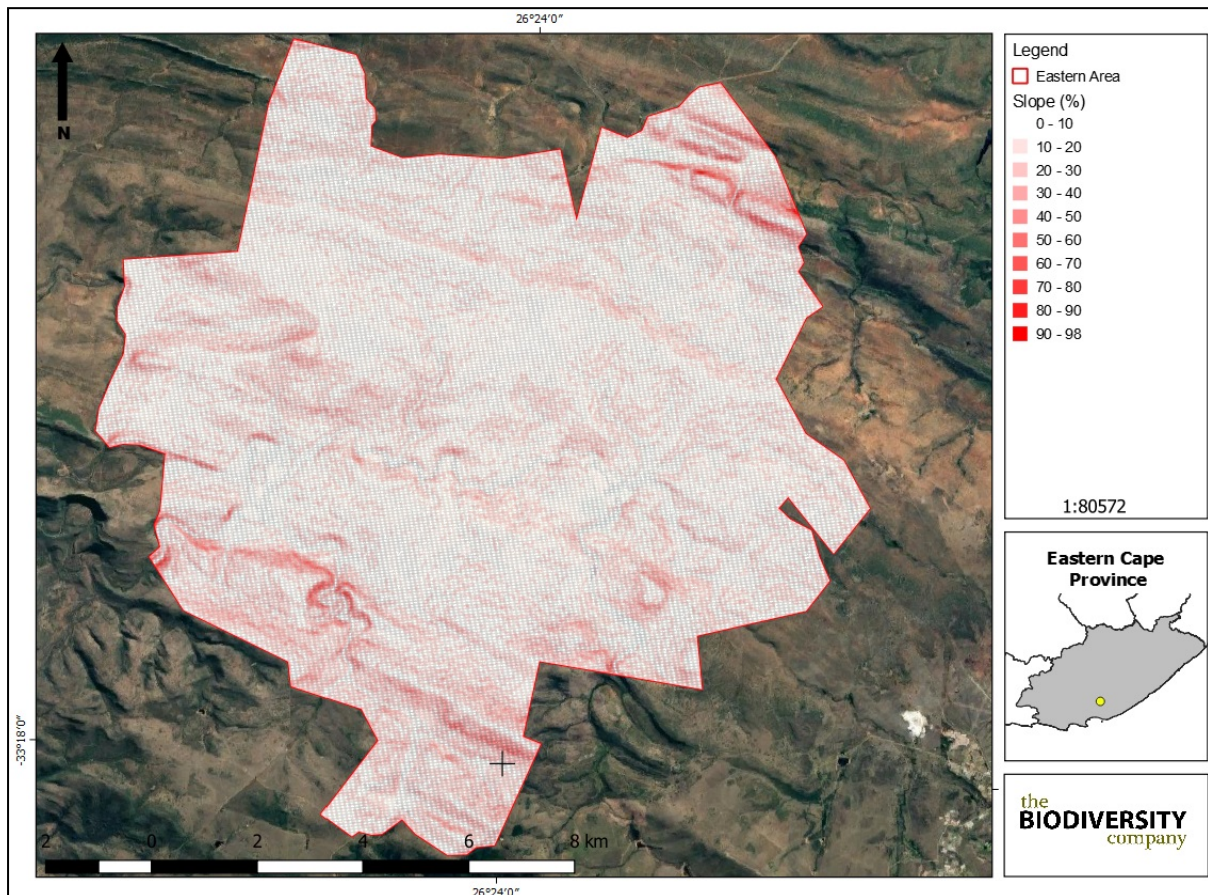 26°24'0"
N
Legend
Eastern Area
Slope (%)
0 - 10
10 - 20
20 - 30
30 - 40
40 - 50
50 - 60
60 - 70
70 - 80
80 - 90
90 - 98
1:80572
Eastern Cape
Province
-33°18'0"
the
BIODIVERSITY
company
2 0 2 4 6 8 km
26°24'0"